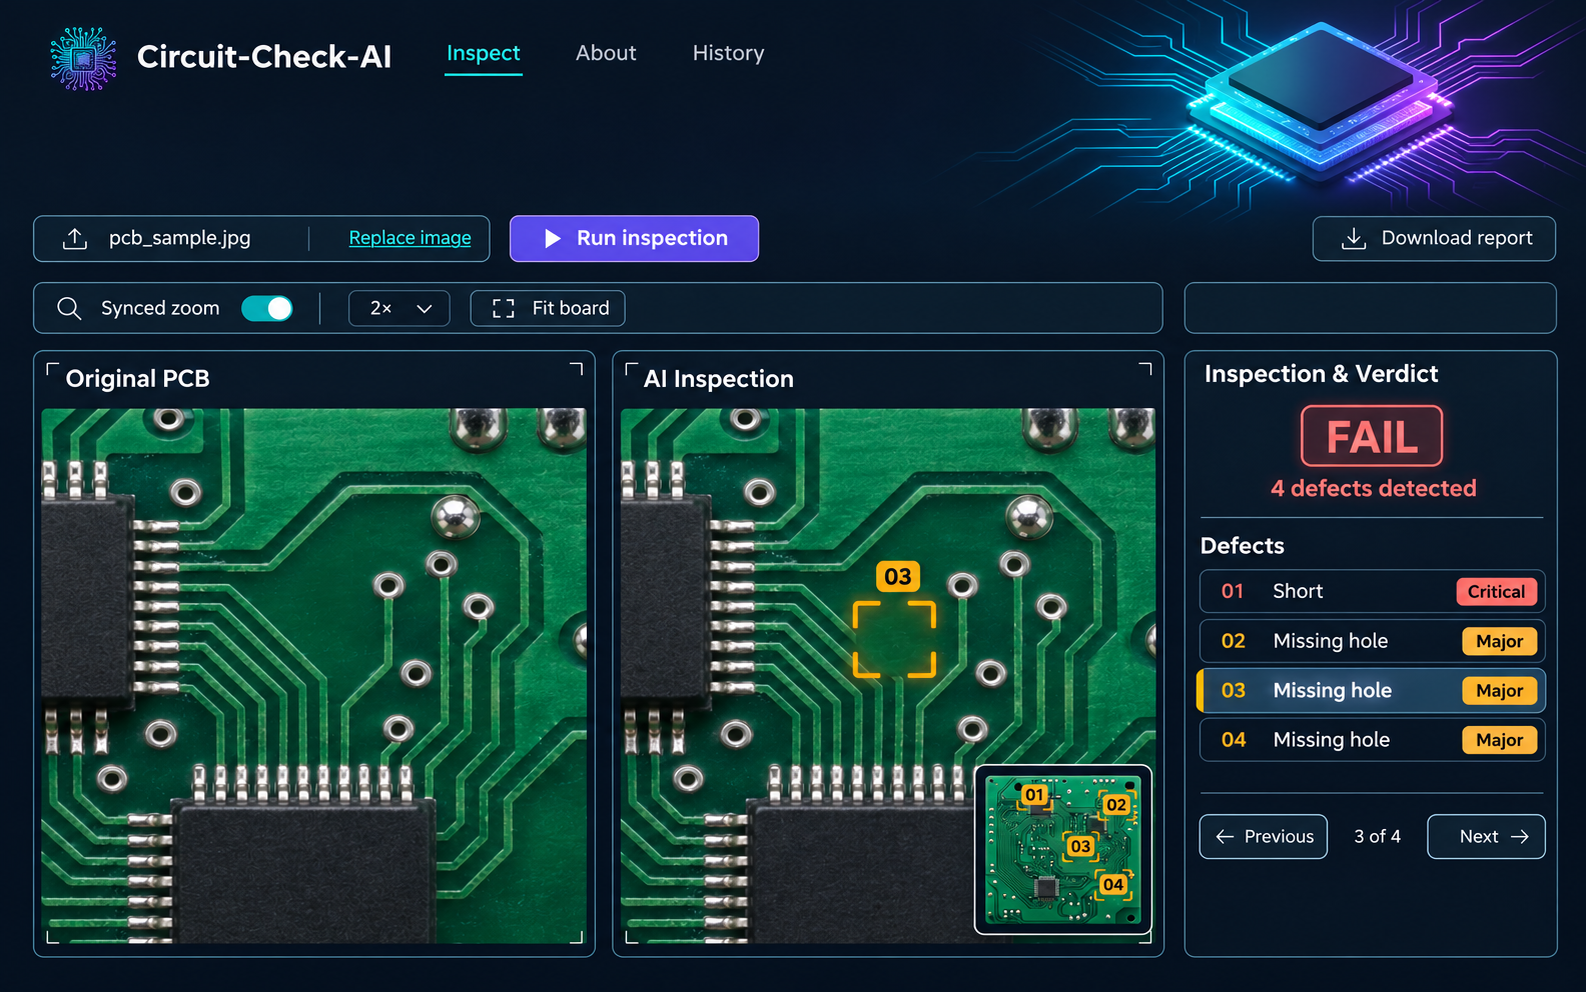 Circuit-Check-AI
Inspect
About
History
pcb_sample.jpg
Replace image
Run inspection
Download report
Synced zoom
2×
Fit board
Original PCB
AI Inspection
03
01
02
03
04
Inspection & Verdict
FAIL
4 defects detected
Defects
01 Short Critical
02 Missing hole Major
03 Missing hole Major
04 Missing hole Major
← Previous
3 of 4
Next →